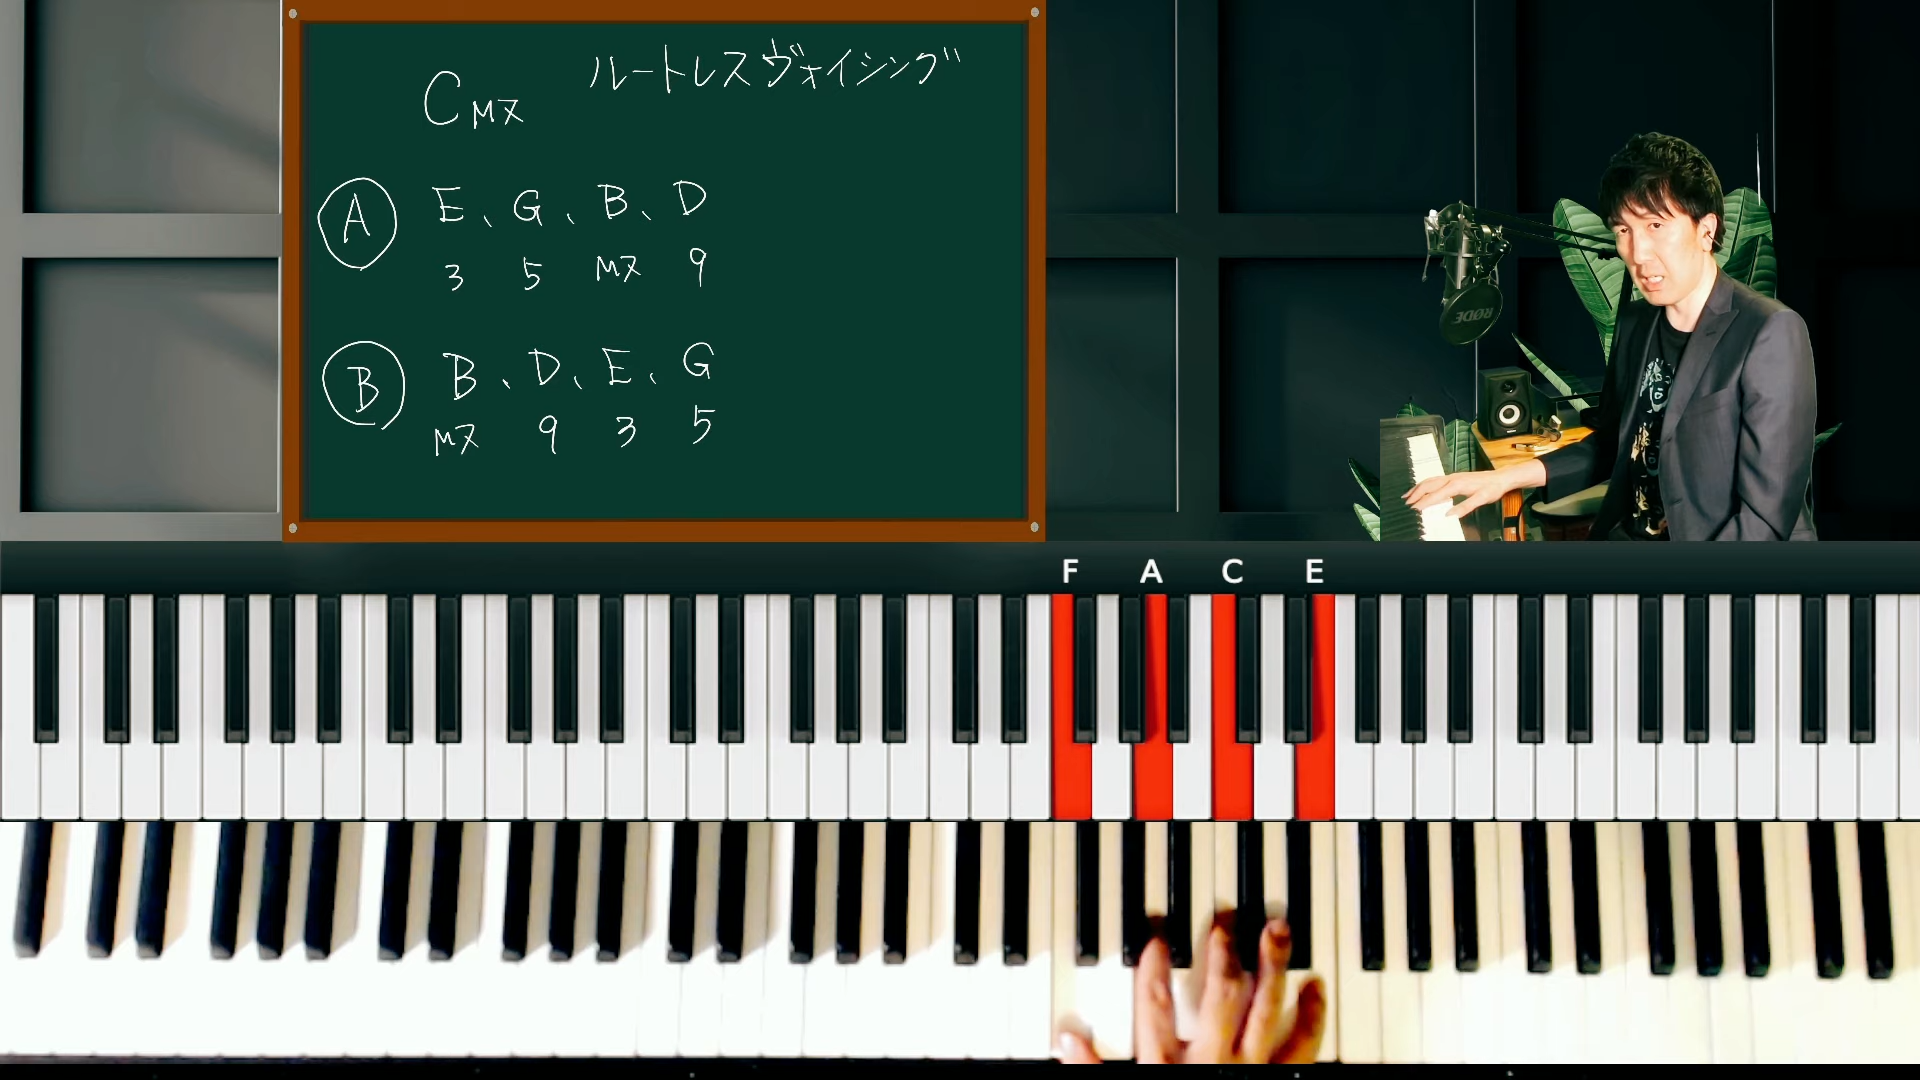 ルートレスヴォイシング
CM7
A E、G、B、D
3 5 M7 9
B B、D、E、G
M7 9 3 5
RØDE
F A C E